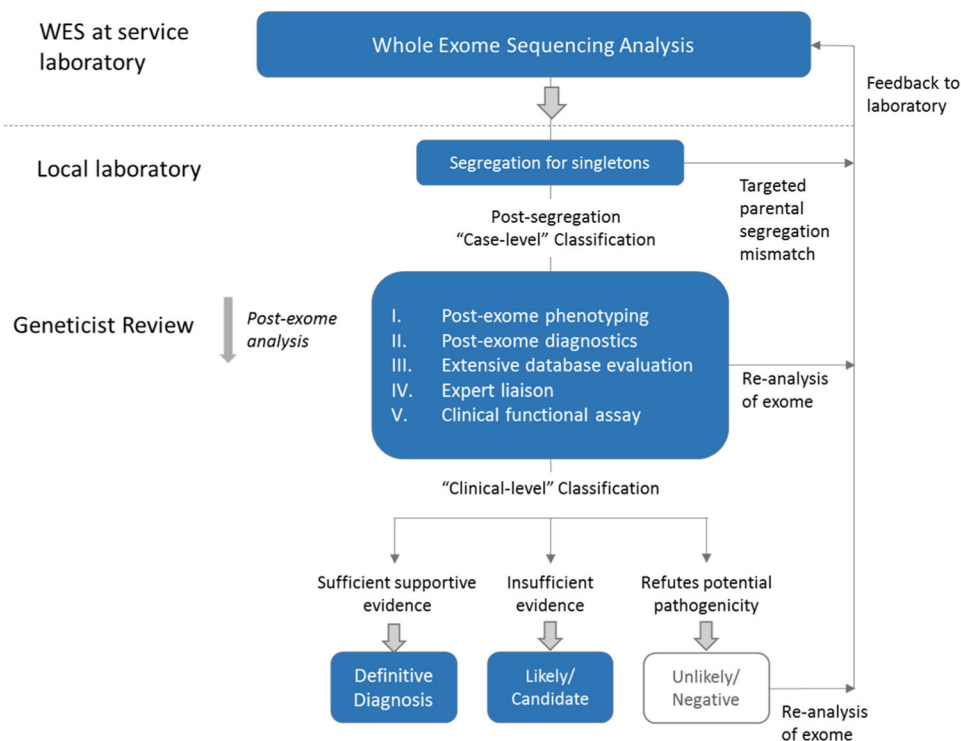 WES at service
laboratory
Whole Exome Sequencing Analysis
Feedback to
laboratory
Local laboratory
Segregation for singletons
Targeted
parental
segregation
mismatch
Post-segregation
“Case-level” Classification
Geneticist Review
Post-exome
analysis
I. Post-exome phenotyping
II. Post-exome diagnostics
III. Extensive database evaluation
IV. Expert liaison
V. Clinical functional assay
Re-analysis
of exome
“Clinical-level” Classification
Sufficient supportive
evidence
Insufficient
evidence
Refutes potential
pathogenicity
Definitive
Diagnosis
Likely/
Candidate
Unlikely/
Negative
Re-analysis
of exome